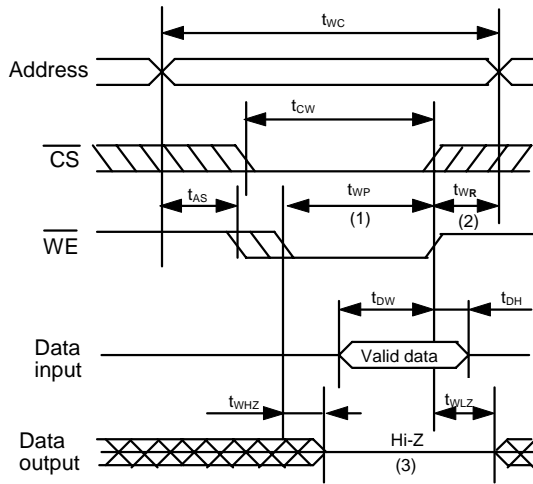 tWC
Address
tCW
CS
tAS
tWP
tWR
(1)
(2)
WE
tDW
tDH
Data
input
Valid data
tWHZ
tWLZ
Data
output
Hi-Z
(3)